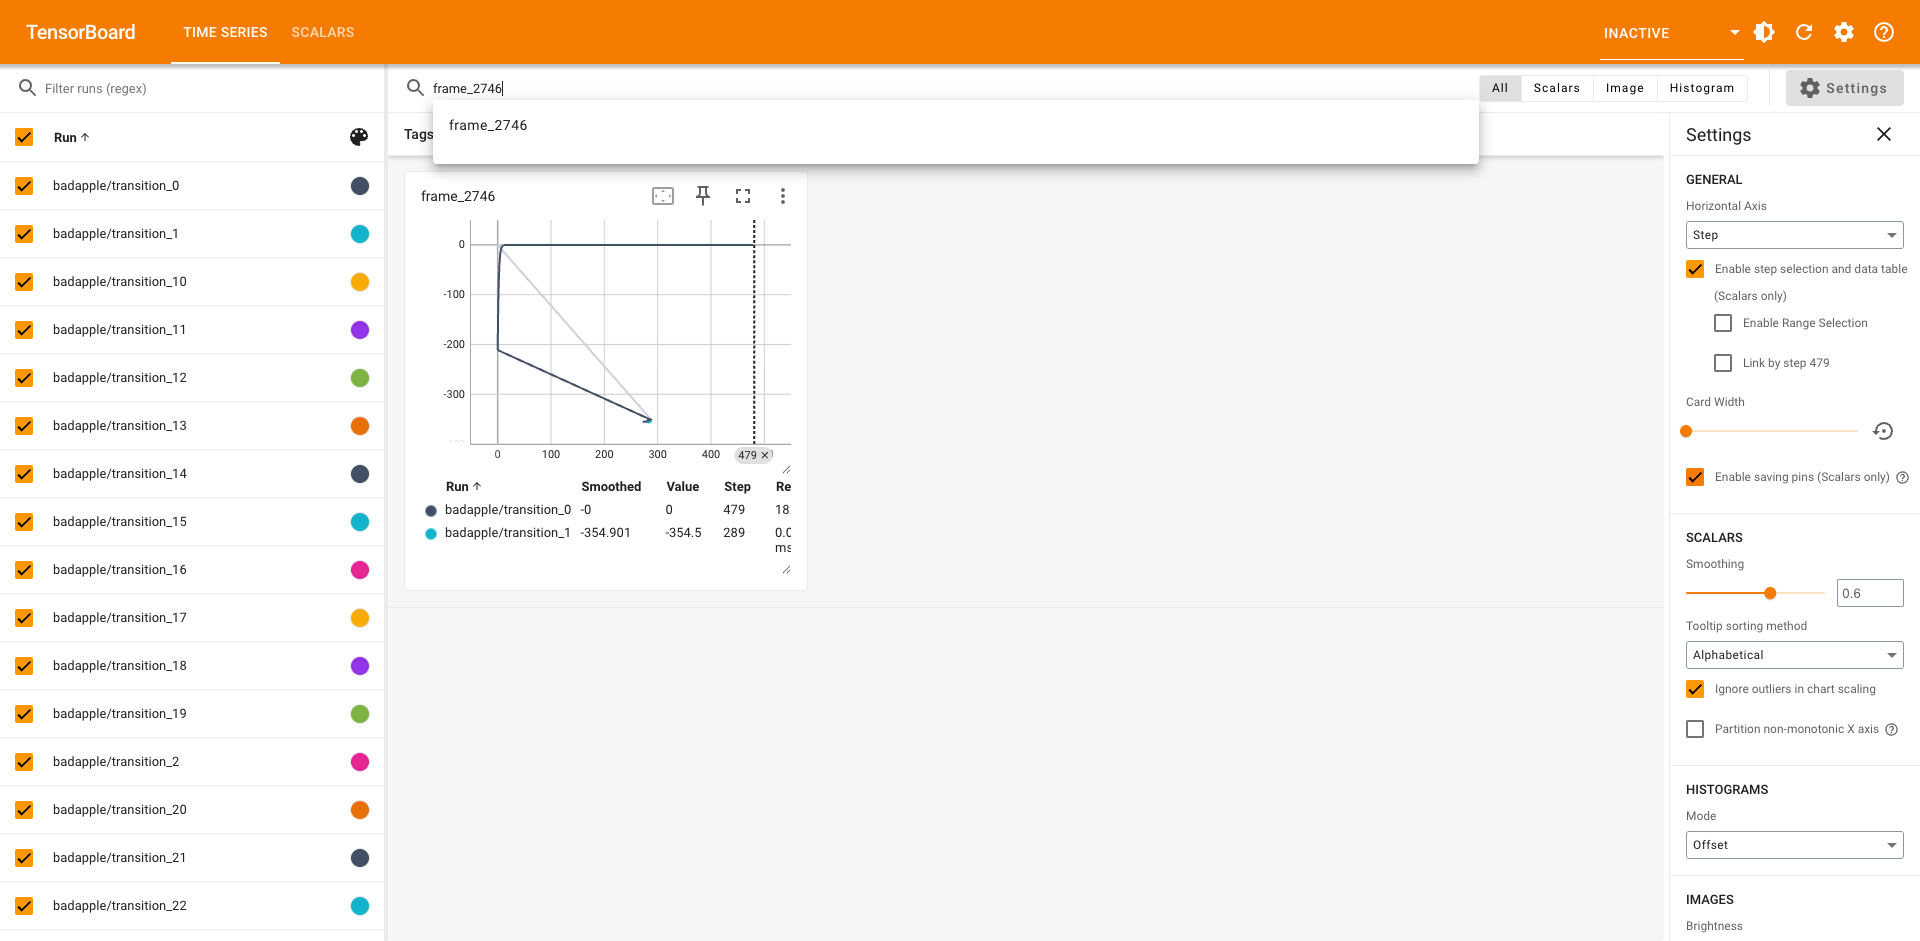 TensorBoard TIME SERIES SCALARS INACTIVE
Filter runs (regex)
frame_2746
All Scalars Image Histogram
Settings
frame_2746
Run
Tags
Settings
badapple/transition_0
badapple/transition_1
badapple/transition_10
badapple/transition_11
badapple/transition_12
badapple/transition_13
badapple/transition_14
badapple/transition_15
badapple/transition_16
badapple/transition_17
badapple/transition_18
badapple/transition_19
badapple/transition_2
badapple/transition_20
badapple/transition_21
badapple/transition_22
frame_2746
0
-100
-200
-300
0 100 200 300 400 479
Run Smoothed Value Step Re
badapple/transition_0 -0 0 479 18.
badapple/transition_1 -354.901 -354.5 289 0.0
ms
GENERAL
Horizontal Axis
Step
Enable step selection and data table
(Scalars only)
Enable Range Selection
Link by step 479
Card Width
Enable saving pins (Scalars only)
SCALARS
Smoothing
0.6
Tooltip sorting method
Alphabetical
Ignore outliers in chart scaling
Partition non-monotonic X axis
HISTOGRAMS
Mode
Offset
IMAGES
Brightness